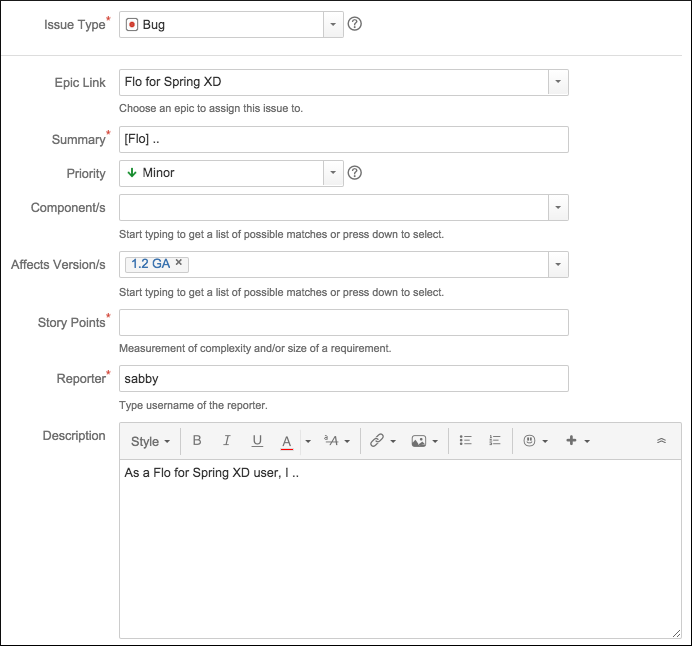 Issue Type* Bug ?
Epic Link Flo for Spring XD
Choose an epic to assign this issue to.
Summary* [Flo] ..
Priority Minor ?
Component/s
Start typing to get a list of possible matches or press down to select.
Affects Version/s 1.2 GA ×
Start typing to get a list of possible matches or press down to select.
Story Points*
Measurement of complexity and/or size of a requirement.
Reporter* sabby
Type username of the reporter.
Description Style B I U A ªA
As a Flo for Spring XD user, I ..